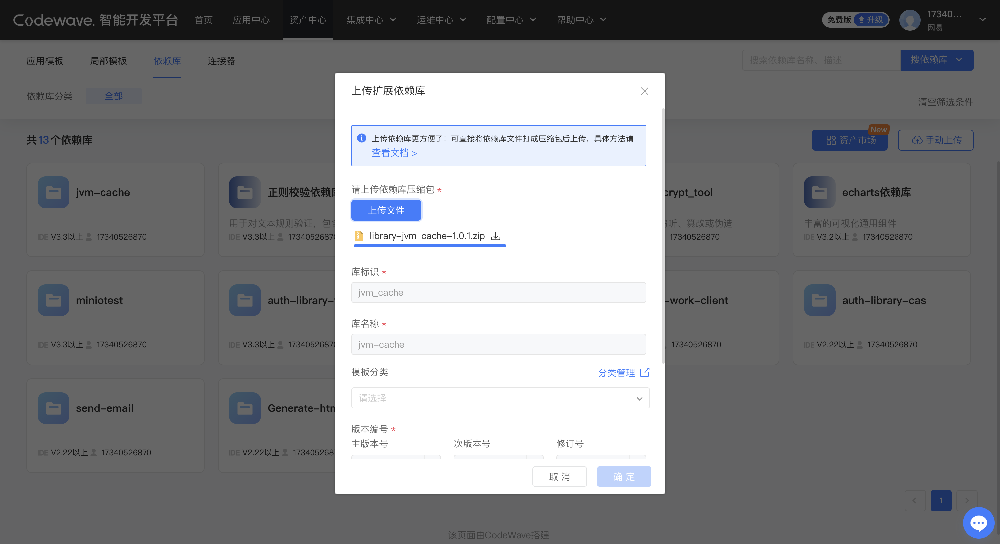 Codewave. 智能开发平台
首页
应用中心
资产中心
集成中心
运维中心
配置中心
帮助中心
免费版
升级
17340...
网易
应用模板
局部模板
依赖库
连接器
搜索依赖库名称、描述
搜依赖库
依赖库分类
全部
清空筛选条件
共13个依赖库
New
资产市场
手动上传
jvm-cache
IDE V3.3以上 17340526870
正则校验依赖
用于对文本规则验证,包
IDE V3.3以上 1734052687
crypt_tool
听、篡改或伪造
17340526870
echarts依赖库
丰富的可视化通用组件
IDE V3.2以上 17340526870
miniotest
IDE V3.3以上 17340526870
auth-library-
IDE V3.3以上 1734052687
-work-client
17340526870
auth-library-cas
IDE V2.22以上 17340526870
send-email
IDE V2.22以上 17340526870
Generate-htm
IDE V2.22以上 173405268
上传扩展依赖库
上传依赖库更方便了!可直接将依赖库文件打成压缩包后上传,具体方法请
查看文档 >
请上传依赖库压缩包 *
上传文件
library-jvm_cache-1.0.1.zip
库标识 *
jvm_cache
库名称 *
jvm-cache
模板分类
分类管理
请选择
版本编号 *
主版本号
次版本号
修订号
取 消
确 定
1
该页面由CodeWave搭建